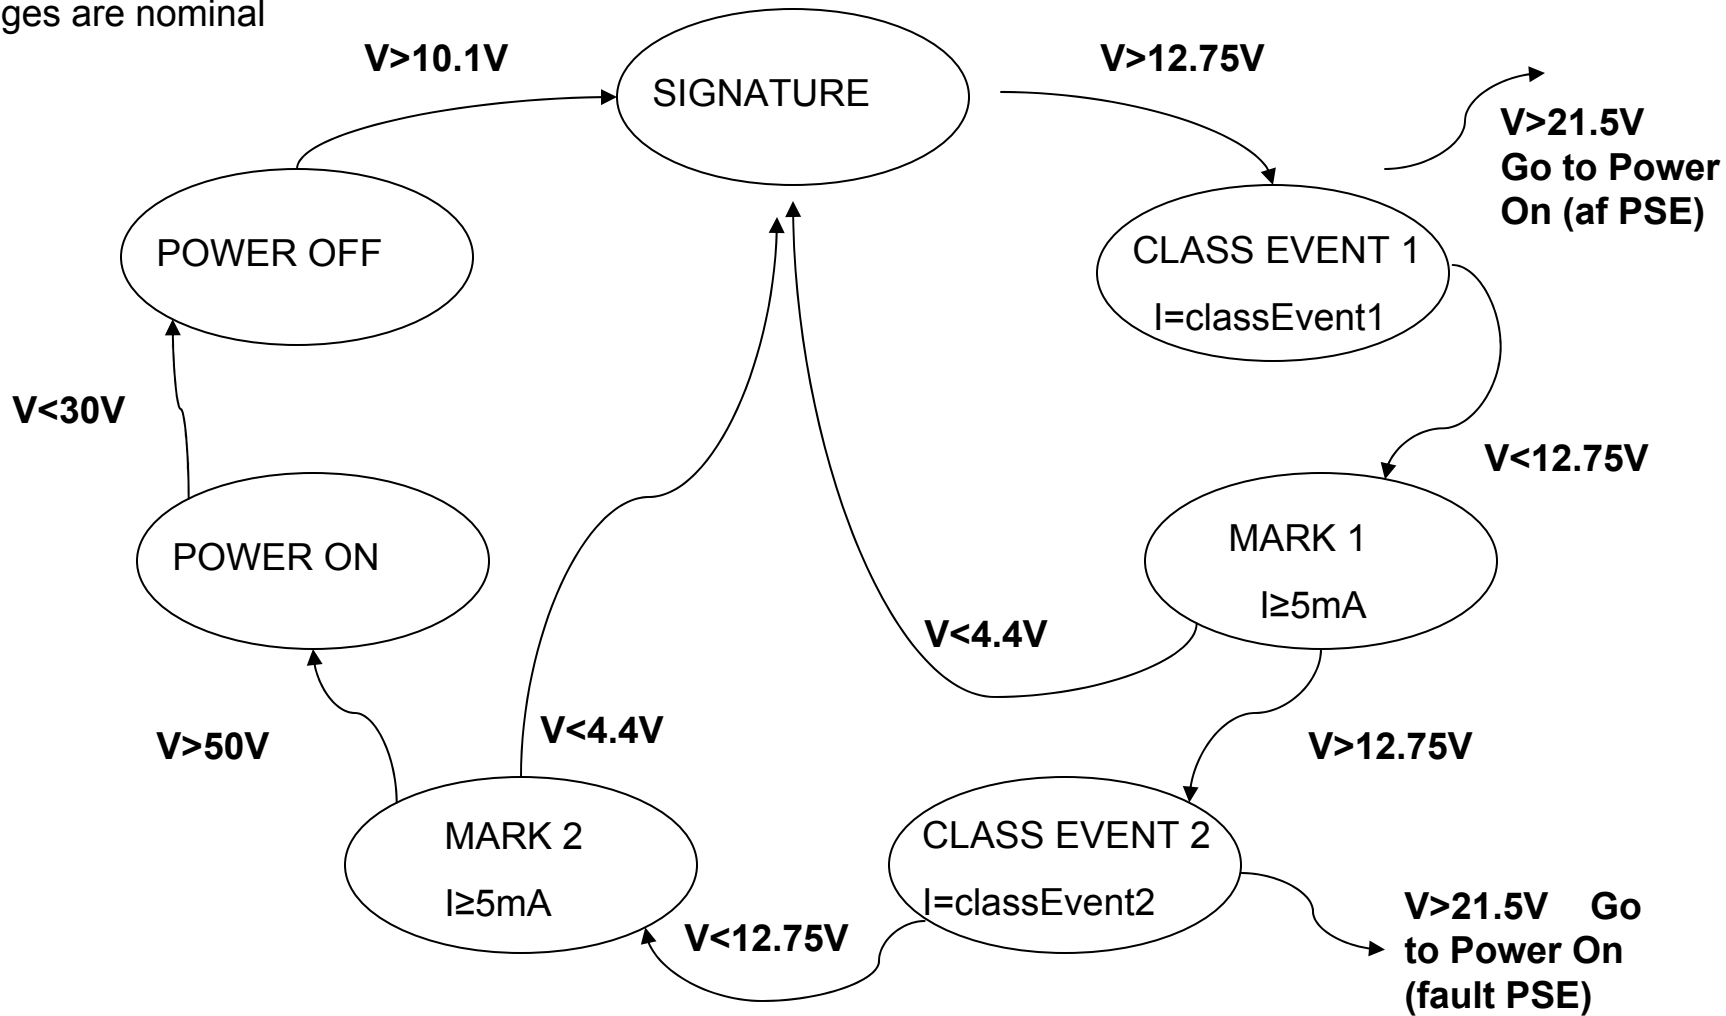 ges are nominal
V>10.1V
SIGNATURE
V>12.75V
V>21.5V
Go to Power
On (af PSE)
POWER OFF
CLASS EVENT 1
I=classEvent1
V<30V
V<12.75V
POWER ON
MARK 1
I≥5mA
V<4.4V
V>50V
V<4.4V
V>12.75V
MARK 2
I≥5mA
CLASS EVENT 2
I=classEvent2
V<12.75V
V>21.5V Go
to Power On
(fault PSE)